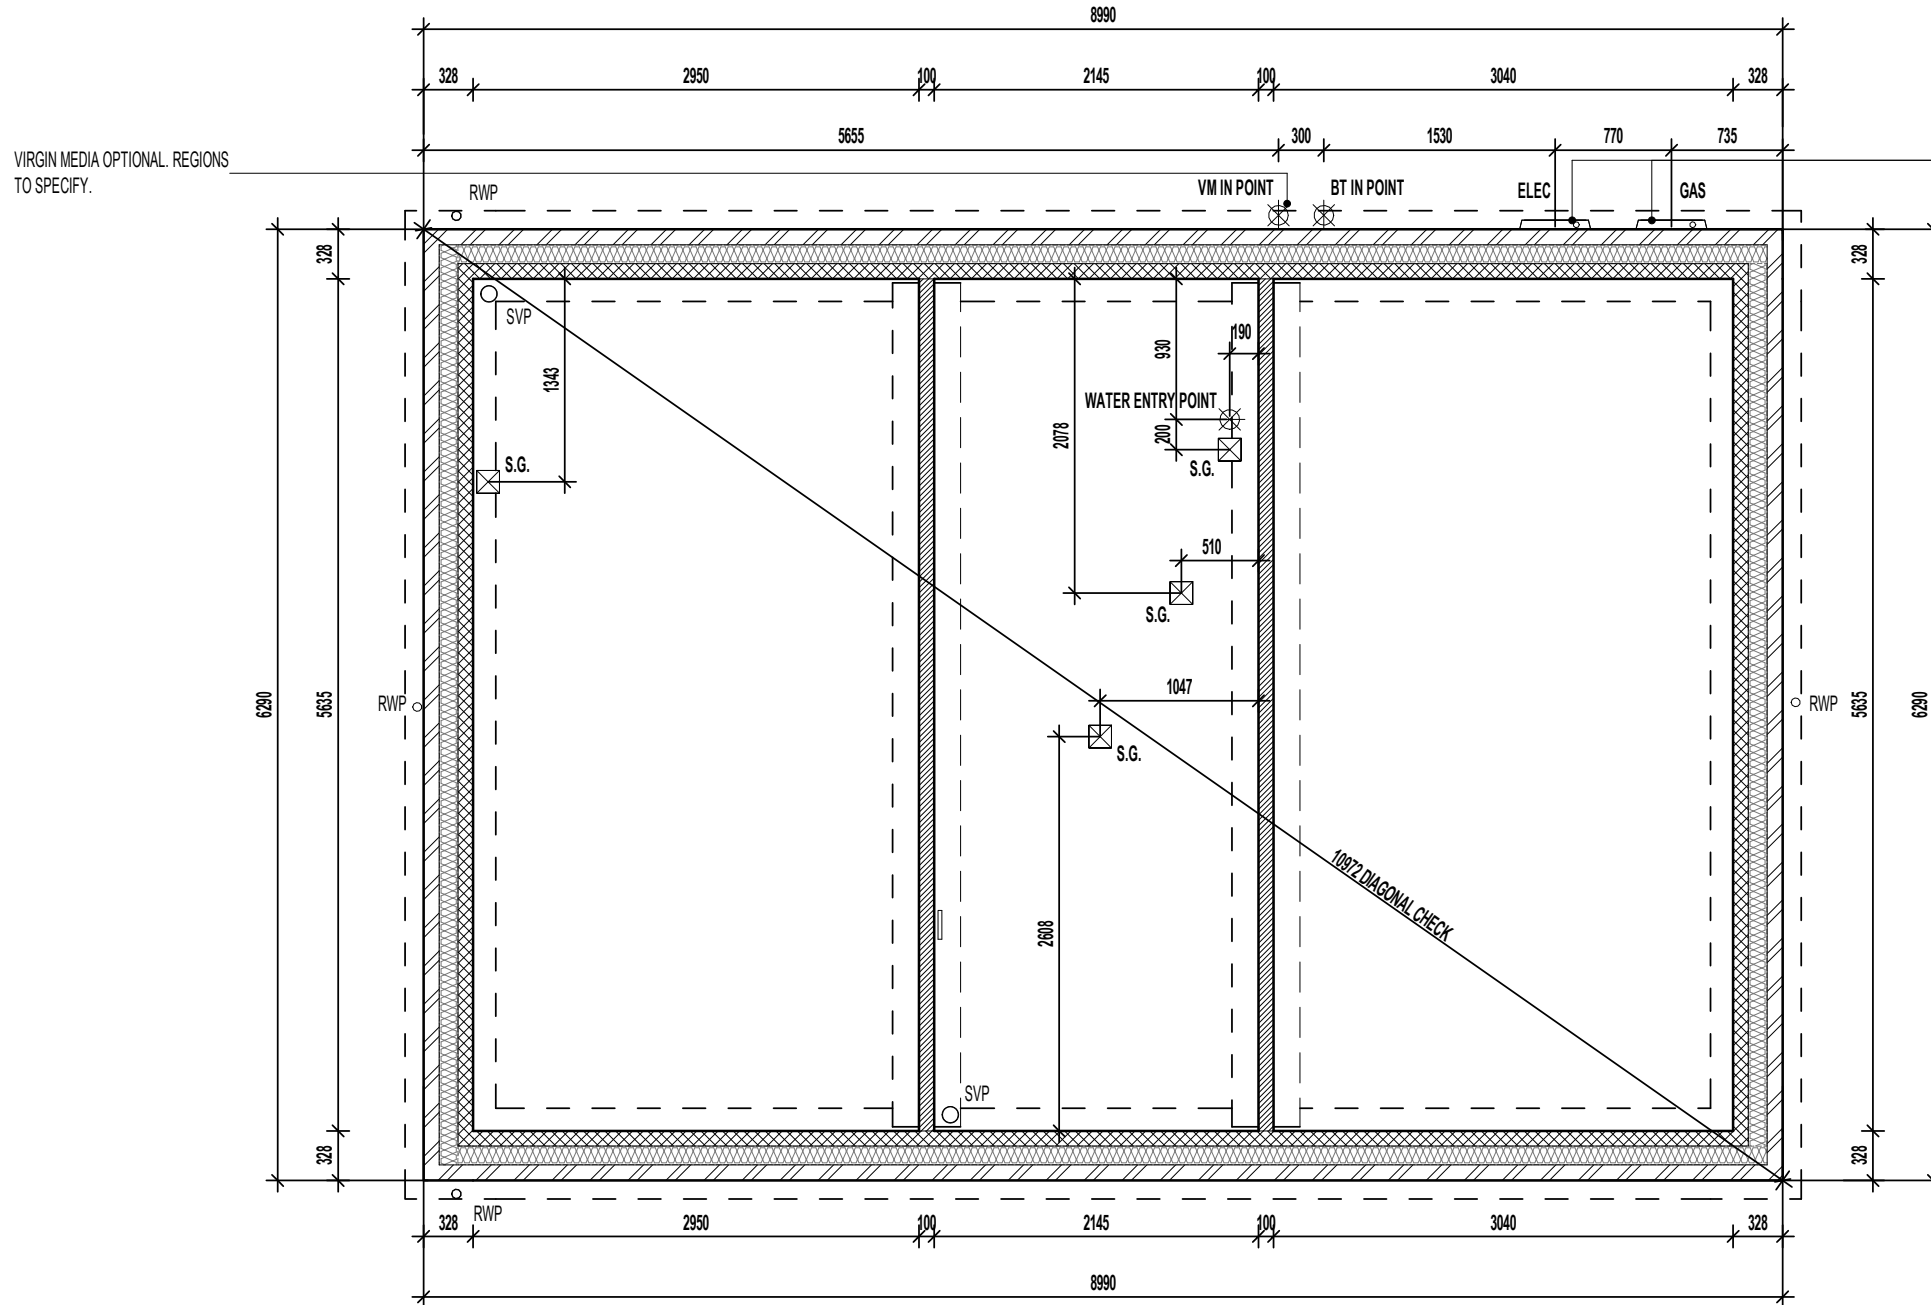 8990
328 2950 100 2145 100 3040 328
5655 300 1530 770 735
VIRGIN MEDIA OPTIONAL. REGIONS
TO SPECIFY.
RWP
VM IN POINT
BT IN POINT
ELEC
GAS
328
328
SVP
190
930
1343
WATER ENTRY POINT
2078
200
S.G.
S.G.
510
S.G.
1047
6290
5635
RWP
RWP
5635
6290
S.G.
10972 DIAGONAL CHECK
2608
SVP
328
328
RWP
328 2950 100 2145 100 3040 328
8990